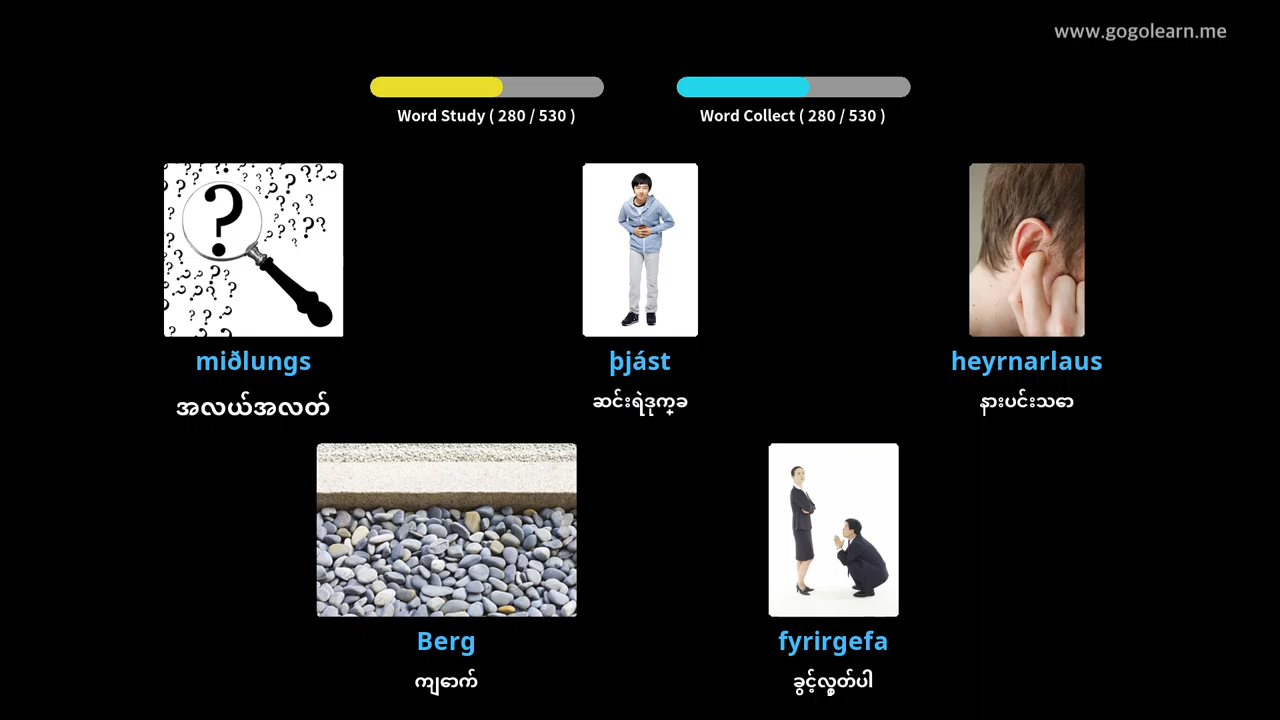 www.gogolearn.me
Word Study ( 280 / 530 )
Word Collect ( 280 / 530 )
miðlungs
အလယ်အလတ်
þjást
ဆင်းရဲဒုက္ခ
heyrnarlaus
နားပင်းသော
Berg
ကျောက်
fyrirgefa
ခွင့်လွှတ်ပါ